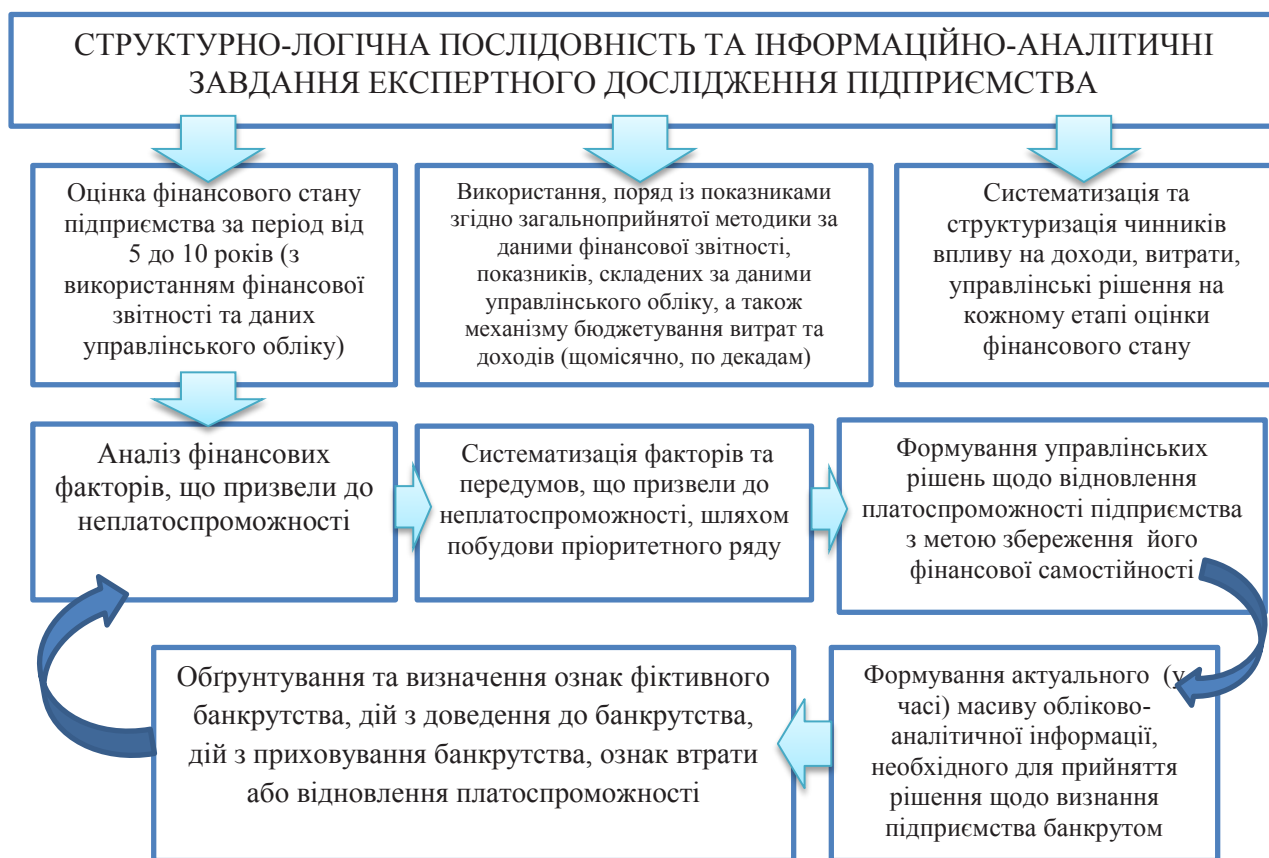 СТРУКТУРНО-ЛОГІЧНА ПОСЛІДОВНІСТЬ ТА ІНФОРМАЦІЙНО-АНАЛІТИЧНІ
ЗАВДАННЯ ЕКСПЕРТНОГО ДОСЛІДЖЕННЯ ПІДПРИЄМСТВА
Оцінка фінансового стану
підприємства за період від
5 до 10 років (з
використанням фінансової
звітності та даних
управлінського обліку)
Використання, поряд із показниками
згідно загальноприйнятої методики за
даними фінансової звітності,
показників, складених за даними
управлінського обліку, а також
механізму бюджетування витрат та
доходів (щомісячно, по декадам)
Систематизація та
структуризація чинників
впливу на доходи, витрати,
управлінські рішення на
кожному етапі оцінки
фінансового стану
Аналіз фінансових
факторів, що призвели до
неплатоспроможності
Систематизація факторів та
передумов, що призвели до
неплатоспроможності, шляхом
побудови пріоритетного ряду
Формування управлінських
рішень щодо відновлення
платоспроможності підприємства
з метою збереження його
фінансової самостійності
Обґрунтування та визначення ознак фіктивного
банкрутства, дій з доведення до банкрутства,
дій з приховування банкрутства, ознак втрати
або відновлення платоспроможності
Формування актуального (у
часі) масиву обліково-
аналітичної інформації,
необхідного для прийняття
рішення щодо визнання
підприємства банкрутом